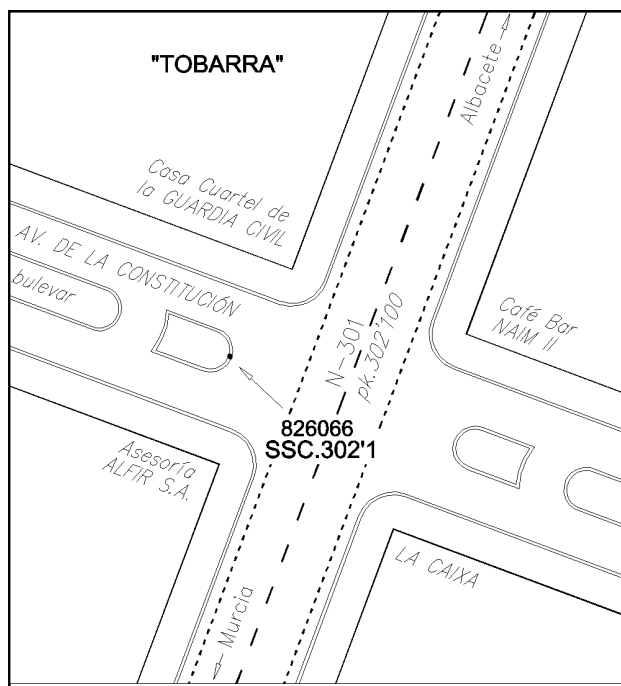 "TOBARRA"
Albacete
Casa Cuartel de
la GUARDIA CIVIL
AV. DE LA CONSTITUCIÓN
bulevar
N-301
pk.302'100
Café Bar
NAIM II
826066
SSC.302'1
Asesoría
ALFIR S.A.
LA CAIXA
Murcia